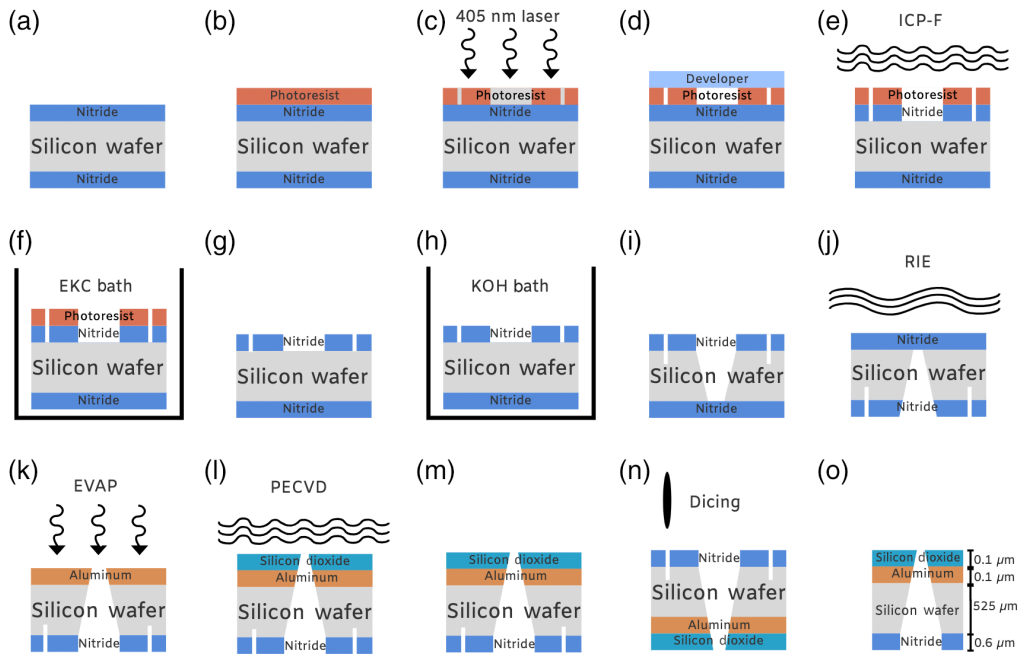 (a)
Nitride
Silicon wafer
Nitride
(b)
Photoresist
Nitride
Silicon wafer
Nitride
(c)
405 nm laser
Photoresist
Nitride
Silicon wafer
Nitride
(d)
Developer
Photoresist
Nitride
Silicon wafer
Nitride
(e)
ICP-F
Photoresist
Nitride
Silicon wafer
Nitride
(f)
EKC bath
Photoresist
Nitride
Silicon wafer
Nitride
(g)
Nitride
Silicon wafer
Nitride
(h)
KOH bath
Nitride
Silicon wafer
Nitride
(i)
Nitride
Silicon wafer
Nitride
(j)
RIE
Nitride
Silicon wafer
Nitride
(k)
EVAP
Aluminum
Silicon wafer
Nitride
(l)
PECVD
Silicon dioxide
Aluminum
Silicon wafer
Nitride
(m)
Silicon dioxide
Aluminum
Silicon wafer
Nitride
(n)
Dicing
Nitride
Silicon wafer
Aluminum
Silicon dioxide
(o)
Silicon dioxide 0.1 μm
Aluminum 0.1 μm
Silicon wafer 525 μm
Nitride 0.6 μm